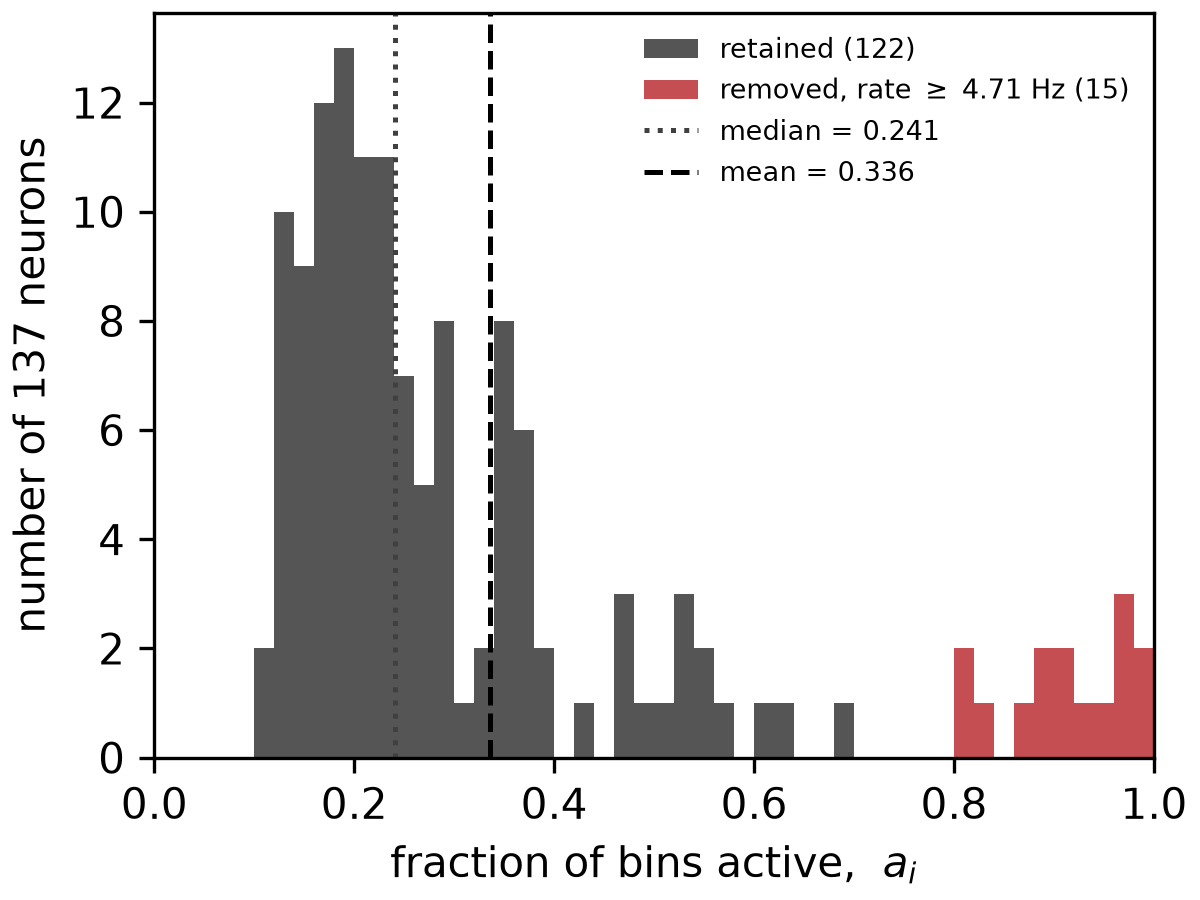 retained (122)
removed, rate ≥ 4.71 Hz (15)
median = 0.241
mean = 0.336
number of 137 neurons
12
10
8
6
4
2
0
0.0 0.2 0.4 0.6 0.8 1.0
fraction of bins active, a_i